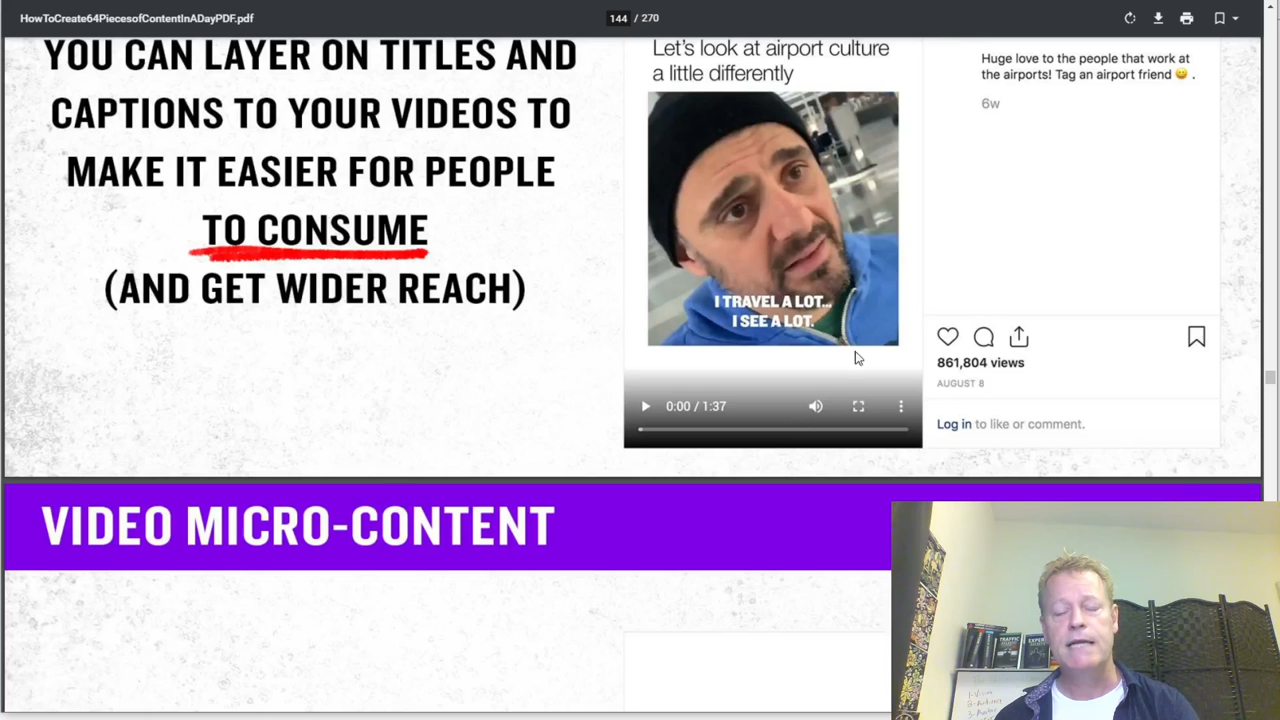 HowToCreate64PiecesofContentInADayPDF.pdf
144 / 270
YOU CAN LAYER ON TITLES AND
CAPTIONS TO YOUR VIDEOS TO
MAKE IT EASIER FOR PEOPLE
TO CONSUME
(AND GET WIDER REACH)
Let's look at airport culture
a little differently
I TRAVEL A LOT...
I SEE A LOT.
0:00 / 1:37
Huge love to the people that work at
the airports! Tag an airport friend 😀 .
6w
861,804 views
AUGUST 8
Log in to like or comment.
VIDEO MICRO-CONTENT
TRAFFIC